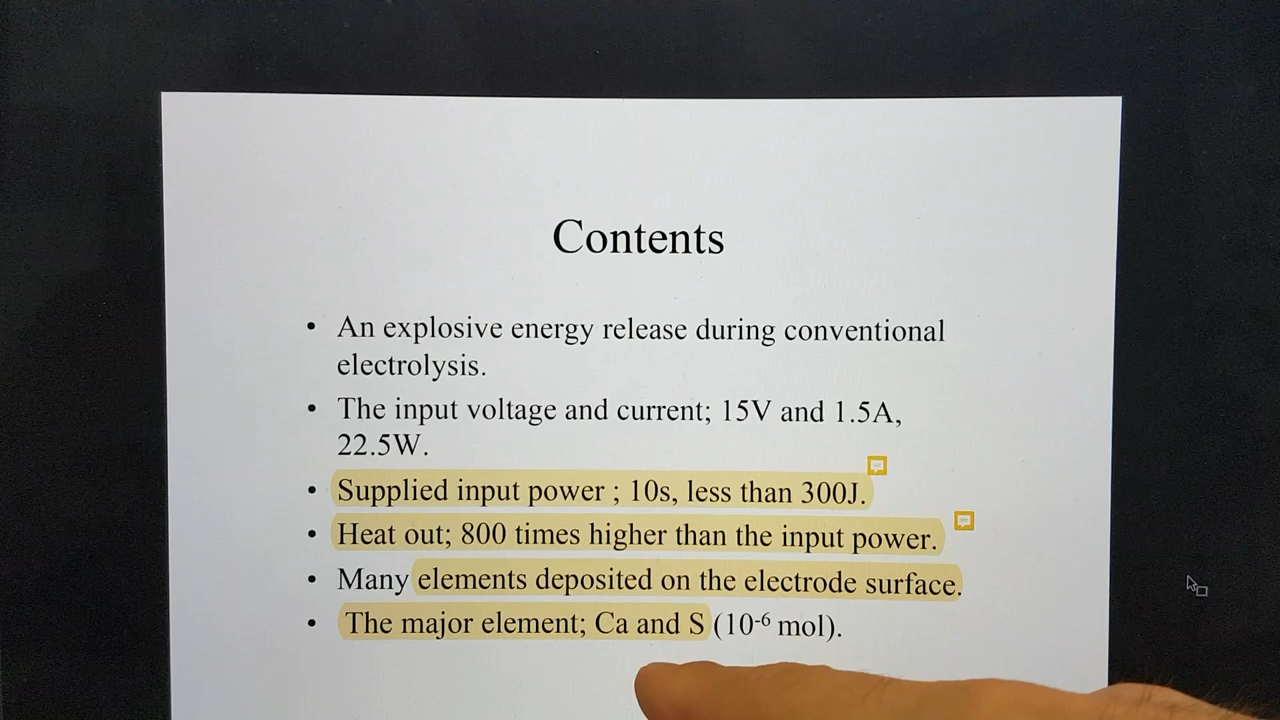 Contents
• An explosive energy release during conventional
electrolysis.
• The input voltage and current; 15V and 1.5A,
22.5W.
• Supplied input power ; 10s, less than 300J.
• Heat out; 800 times higher than the input power.
• Many elements deposited on the electrode surface.
• The major element; Ca and S (10⁻⁶ mol).